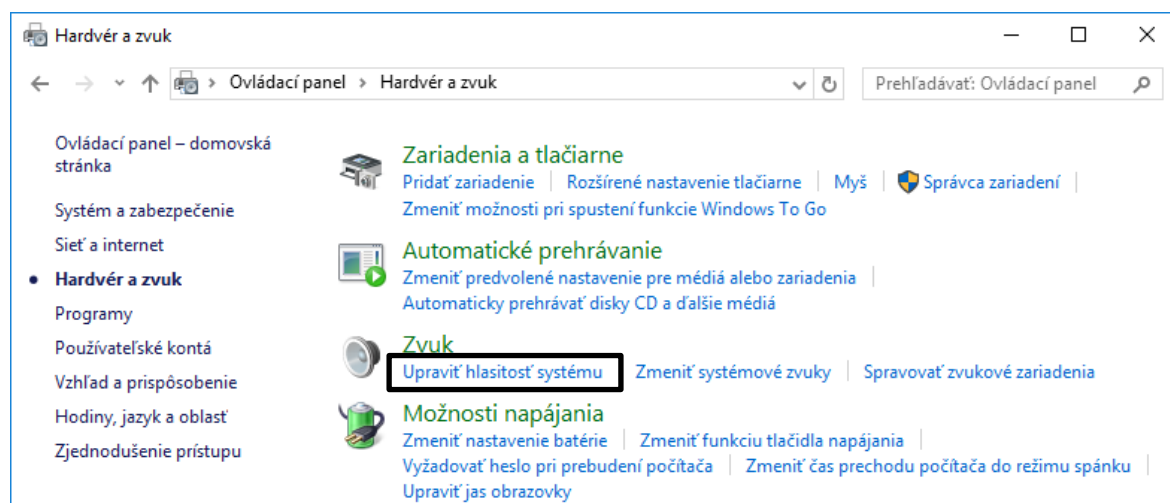 Hardvér a zvuk
Ovládací panel > Hardvér a zvuk
Prehľadávať: Ovládací panel
Ovládací panel – domovská
stránka
Systém a zabezpečenie
Sieť a internet
Hardvér a zvuk
Programy
Používateľské kontá
Vzhľad a prispôsobenie
Hodiny, jazyk a oblasť
Zjednodušenie prístupu
Zariadenia a tlačiarne
Pridať zariadenie | Rozšírené nastavenie tlačiarne | Myš | Správca zariadení |
Zmeniť možnosti pri spustení funkcie Windows To Go
Automatické prehrávanie
Zmeniť predvolené nastavenie pre médiá alebo zariadenia |
Automaticky prehrávať disky CD a ďalšie médiá
Zvuk
Upraviť hlasitosť systému | Zmeniť systémové zvuky | Spravovať zvukové zariadenia
Možnosti napájania
Zmeniť nastavenie batérie | Zmeniť funkciu tlačidla napájania |
Vyžadovať heslo pri prebudení počítača | Zmeniť čas prechodu počítača do režimu spánku |
Upraviť jas obrazovky